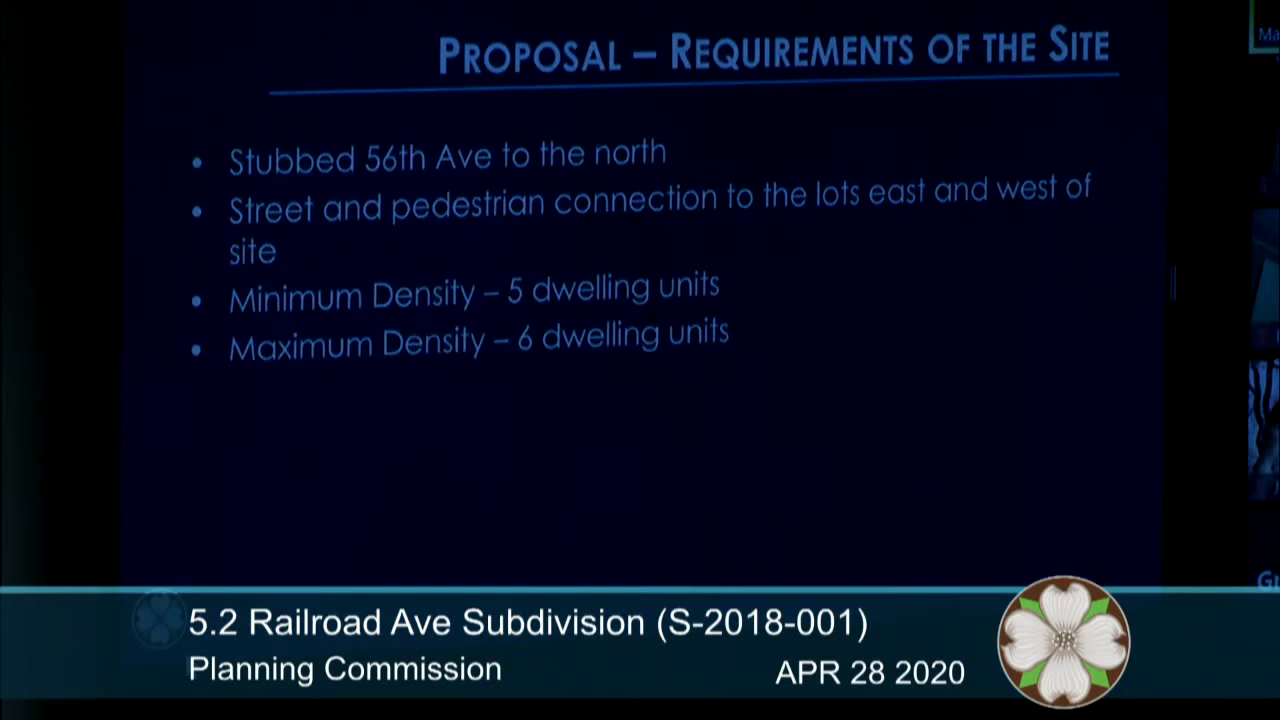 PROPOSAL – REQUIREMENTS OF THE SITE
• Stubbed 56th Ave to the north
• Street and pedestrian connection to the lots east and west of
site
• Minimum Density – 5 dwelling units
• Maximum Density – 6 dwelling units
5.2 Railroad Ave Subdivision (S-2018-001)
Planning Commission
APR 28 2020